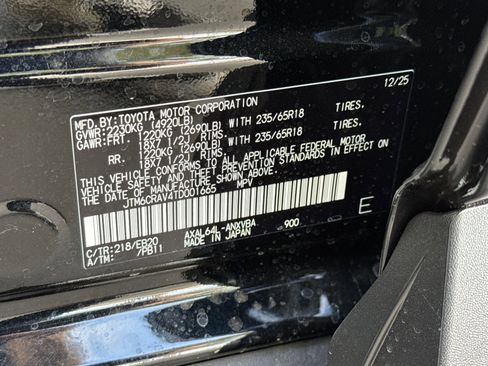 MFD. BY: TOYOTA MOTOR CORPORATION 12/25
GVWR: 2230KG (4920LB)
GAWR: FRT. 1220KG (2690LB) WITH 235/65R18 TIRES.
18X7 1/2J
RR. 1220KG (2690LB) WITH 235/65R18 TIRES.
18X7 1/2J
THIS VEHICLE CONFORMS TO ALL APPLICABLE FEDERAL MOTOR
VEHICLE SAFETY AND THEFT PREVENTION STANDARDS IN EFFECT ON
THE DATE OF MANUFACTURE SHOWN ABOVE.
JTM6CRAV4TD001665 MPV
E
C/TR: 218/EB20 AXAL64L-ANXVBA 900
A/TM: /PB11 MADE IN JAPAN